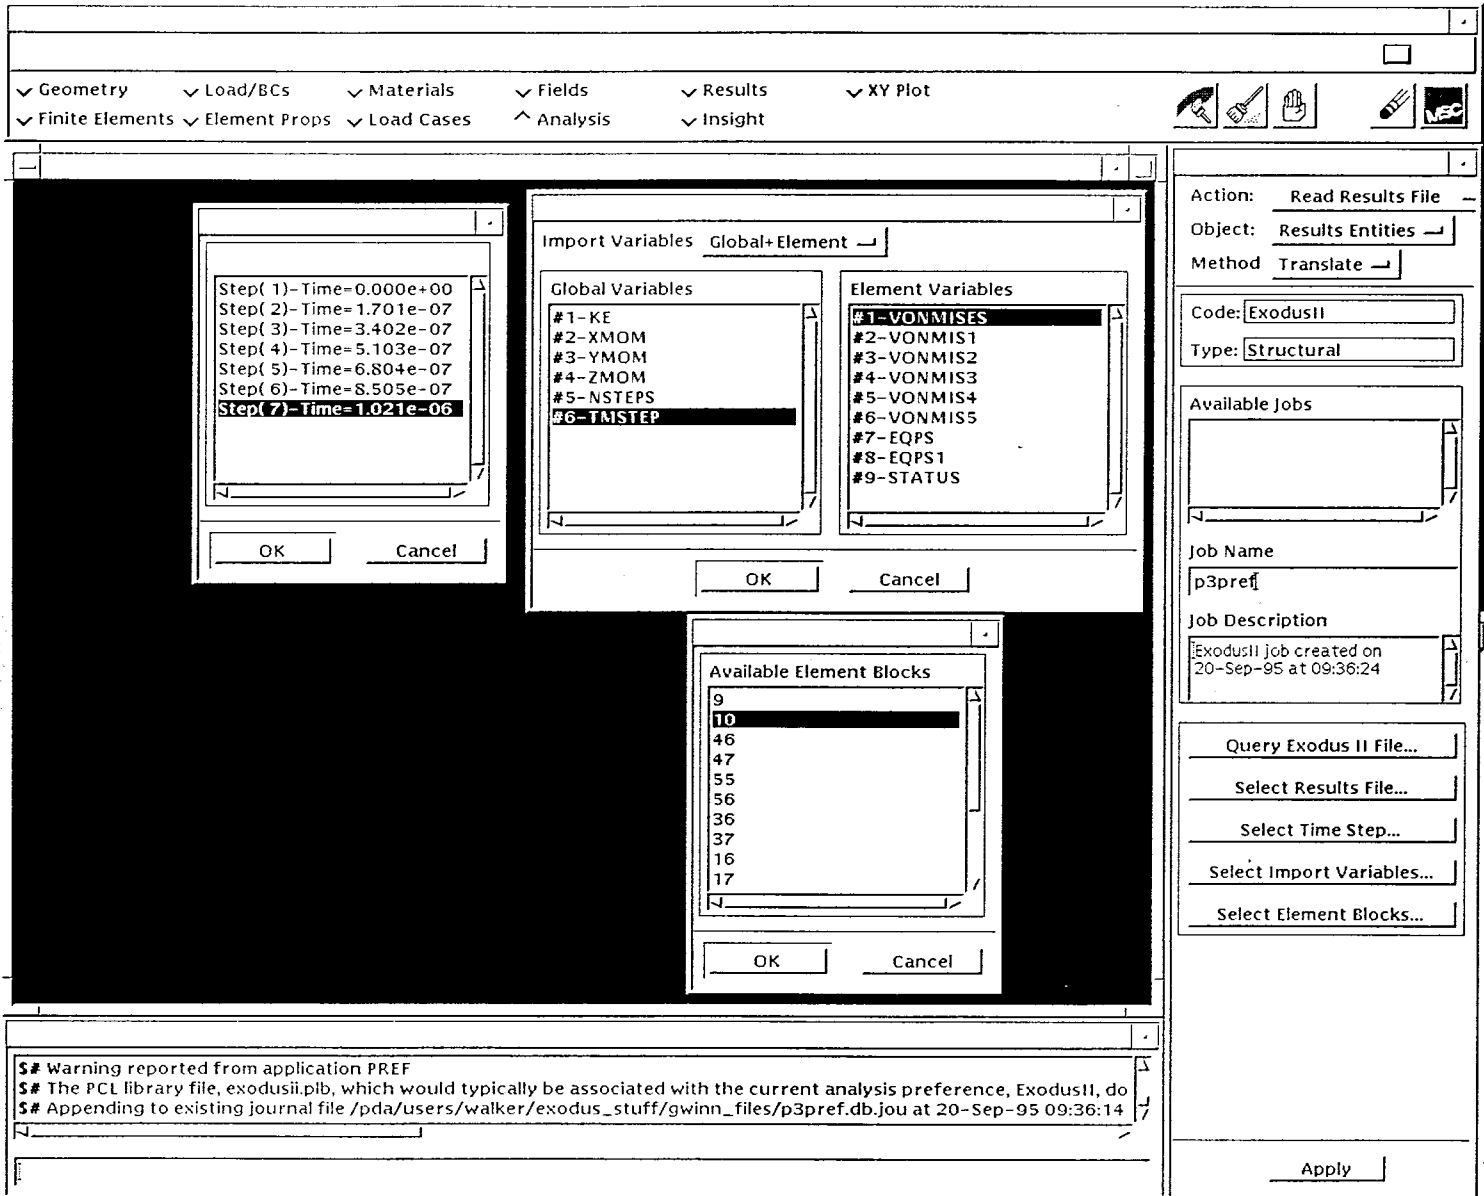 Geometry Load/BCs Materials Fields Results XY Plot
Finite Elements Element Props Load Cases Analysis Insight
MSC
Step( 1)-Time=0.000e+00
Step( 2)-Time=1.701e-07
Step( 3)-Time=3.402e-07
Step( 4)-Time=5.103e-07
Step( 5)-Time=6.804e-07
Step( 6)-Time=8.505e-07
Step( 7)-Time=1.021e-06
OK Cancel
Import Variables Global+Element
Global Variables
#1-KE
#2-XMOM
#3-YMOM
#4-ZMOM
#5-NSTEPS
#6-TMSTEP
Element Variables
#1-VONMISES
#2-VONMIS1
#3-VONMIS2
#4-VONMIS3
#5-VONMIS4
#6-VONMIS5
#7-EQPS
#8-EQPS1
#9-STATUS
OK Cancel
Available Element Blocks
9
10
46
47
55
56
36
37
16
17
OK Cancel
Action: Read Results File
Object: Results Entities
Method Translate
Code: ExodusII
Type: Structural
Available Jobs
Job Name
p3pref
Job Description
ExodusII job created on
20-Sep-95 at 09:36:24
Query Exodus II File...
Select Results File...
Select Time Step...
Select Import Variables...
Select Element Blocks...
Apply
$# Warning reported from application PREF
$# The PCL library file, exodusii.plb, which would typically be associated with the current analysis preference, ExodusII, do
$# Appending to existing journal file /pda/users/walker/exodus_stuff/gwinn_files/p3pref.db.jou at 20-Sep-95 09:36:14